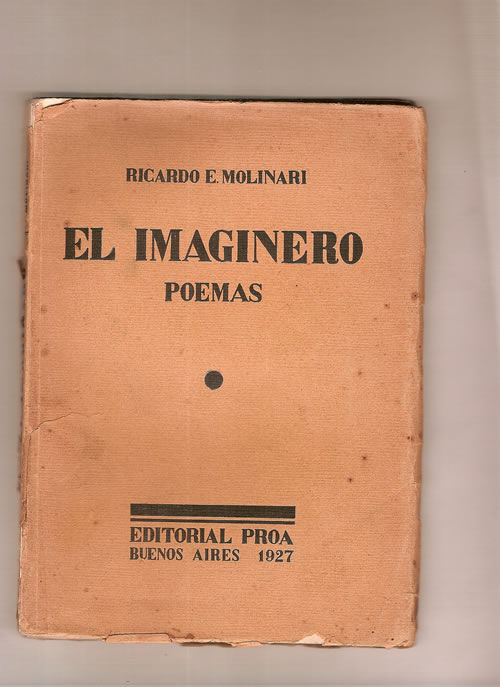 RICARDO E. MOLINARI
EL IMAGINERO
POEMAS
EDITORIAL PROA
BUENOS AIRES 1927